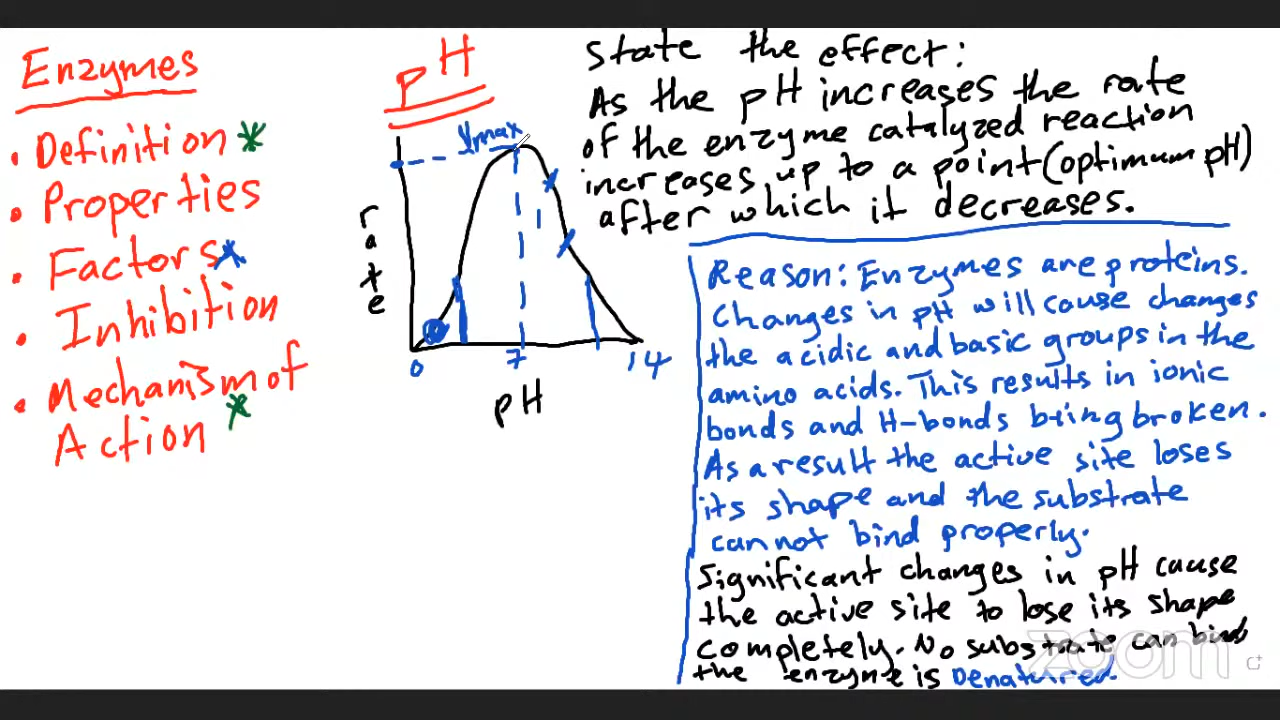 Enzymes
• Definition *
• Properties
• Factors *
• Inhibition
• Mechanism of
Action *
pH
Vmax
rate
0
7
14
pH
State the effect:
As the pH increases the rate
of the enzyme catalyzed reaction
increases up to a point (optimum pH)
after which it decreases.
Reason: Enzymes are proteins.
Changes in pH will cause changes
the acidic and basic groups in the
amino acids. This results in ionic
bonds and H-bonds being broken.
As a result the active site loses
its shape and the substrate
cannot bind properly.
Significant changes in pH cause
the active site to lose its shape
completely. No substrate can bind
the enzyme is Denatured.
zoom